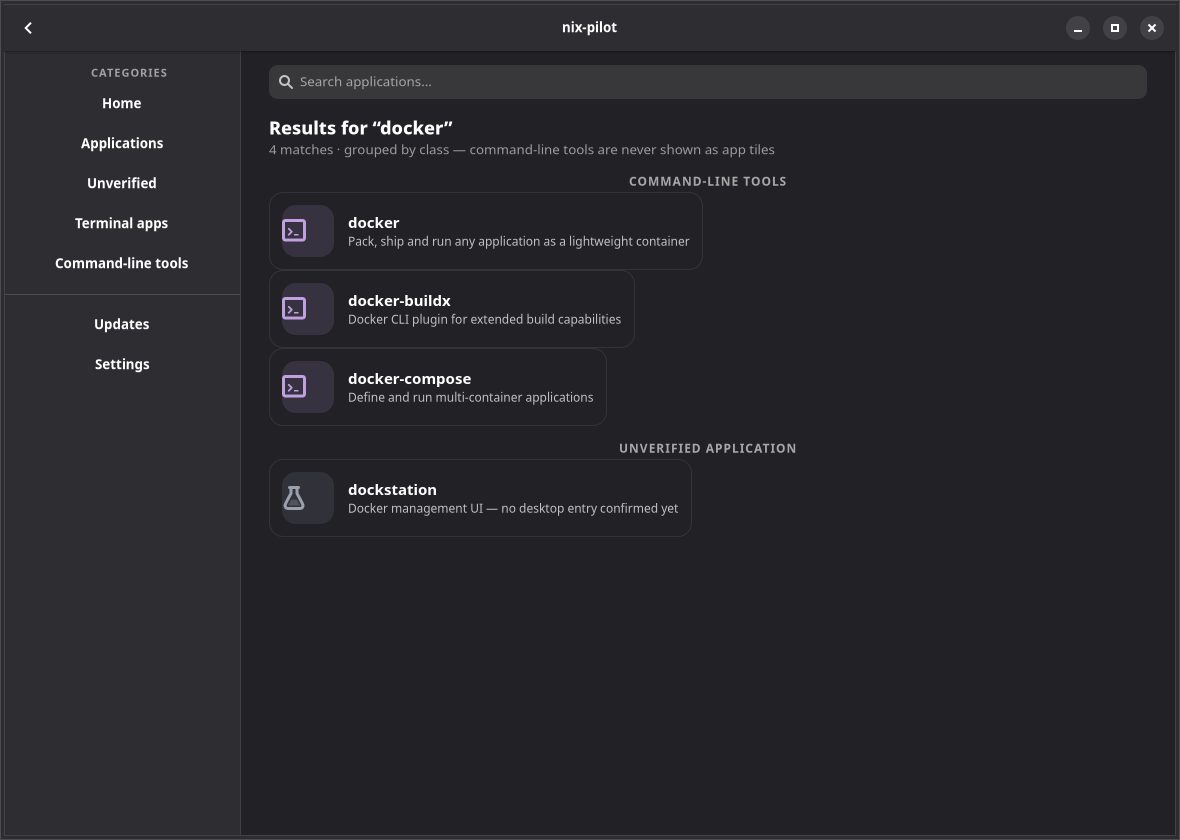 nix-pilot
CATEGORIES
Home
Applications
Unverified
Terminal apps
Command-line tools
Updates
Settings
Search applications...
Results for “docker”
4 matches · grouped by class — command-line tools are never shown as app tiles
COMMAND-LINE TOOLS
docker
Pack, ship and run any application as a lightweight container
docker-buildx
Docker CLI plugin for extended build capabilities
docker-compose
Define and run multi-container applications
UNVERIFIED APPLICATION
dockstation
Docker management UI — no desktop entry confirmed yet